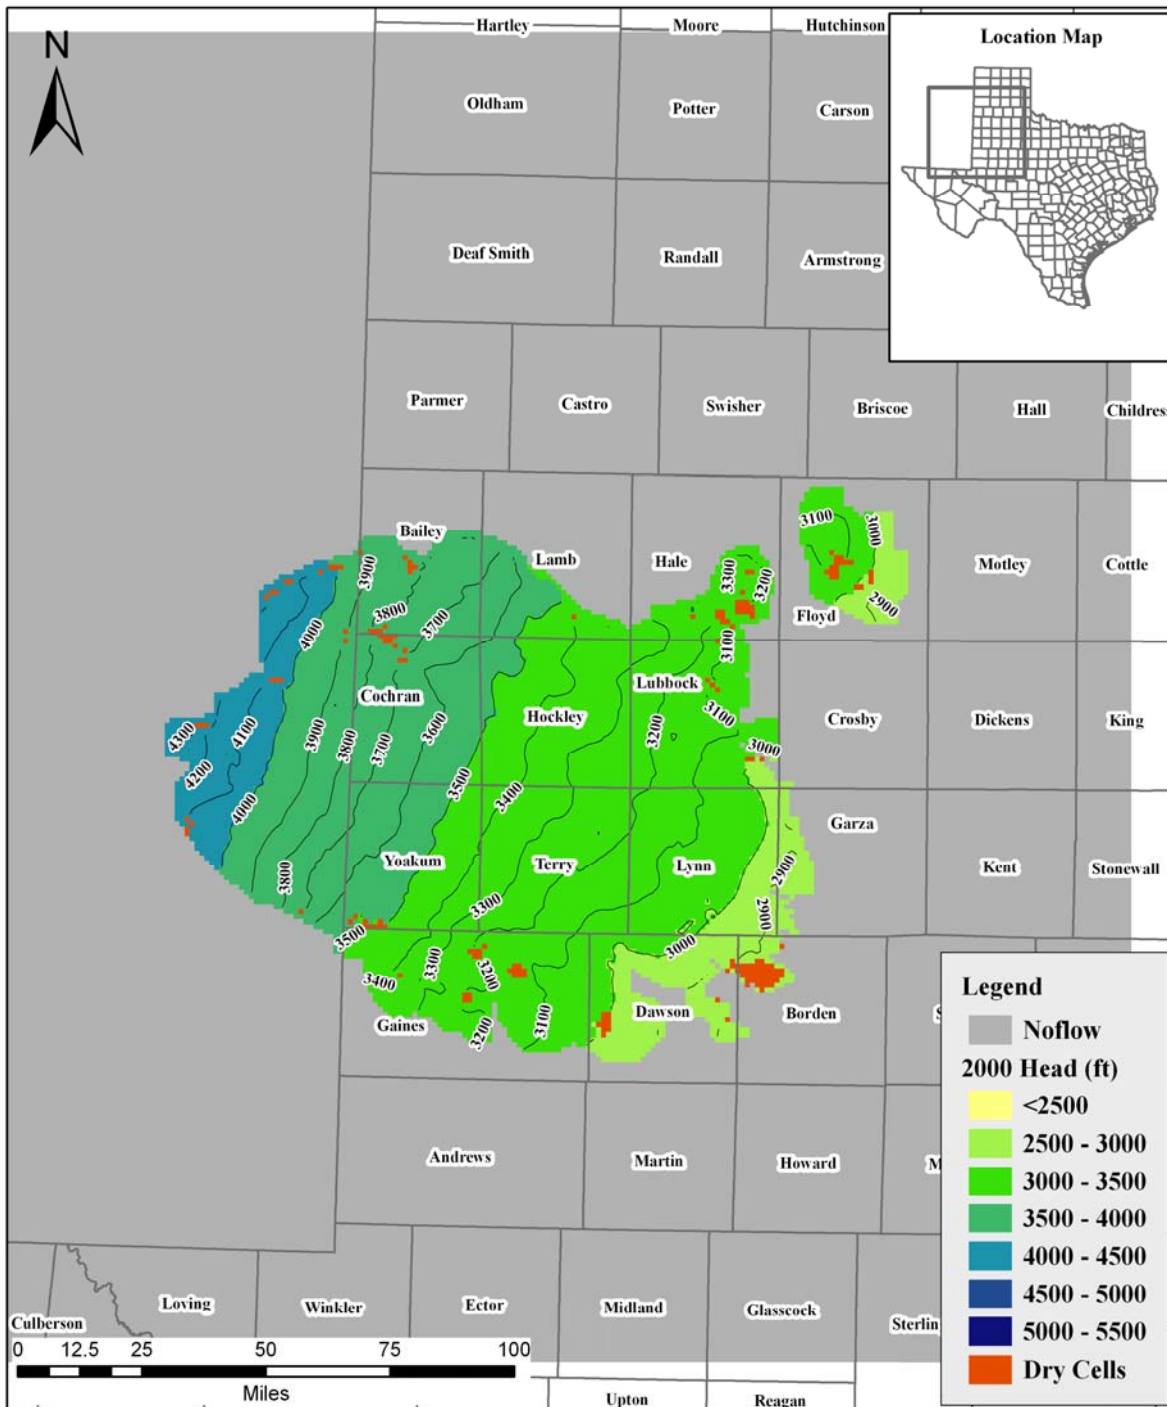 Hartley
Moore
Hutchinson
N
Location Map
Oldham
Potter
Carson
Deaf Smith
Randall
Armstrong
Parmer
Castro
Swisher
Briscoe
Hall
Childress
Bailey
Lamb
Hale
Floyd
Motley
Cottle
3100
3000
2900
3300
3200
3100
3900
3800
3700
4000
Cochran
Hockley
Lubbock
Crosby
Dickens
King
4300
4200
4100
4000
3900
3800
3700
3600
3500
3400
3200
3100
3000
Yoakum
Terry
Lynn
Garza
Kent
Stonewall
3800
3500
3300
3000
2900
2900
3400
3300
3200
3200
3100
Gaines
Dawson
Borden
S
Andrews
Martin
Howard
M
Culberson
Loving
Winkler
Ector
Midland
Glasscock
Sterlin
Upton
Reagan
Legend
Noflow
2000 Head (ft)
<2500
2500 - 3000
3000 - 3500
3500 - 4000
4000 - 4500
4500 - 5000
5000 - 5500
Dry Cells
0 12.5 25 50 75 100
Miles